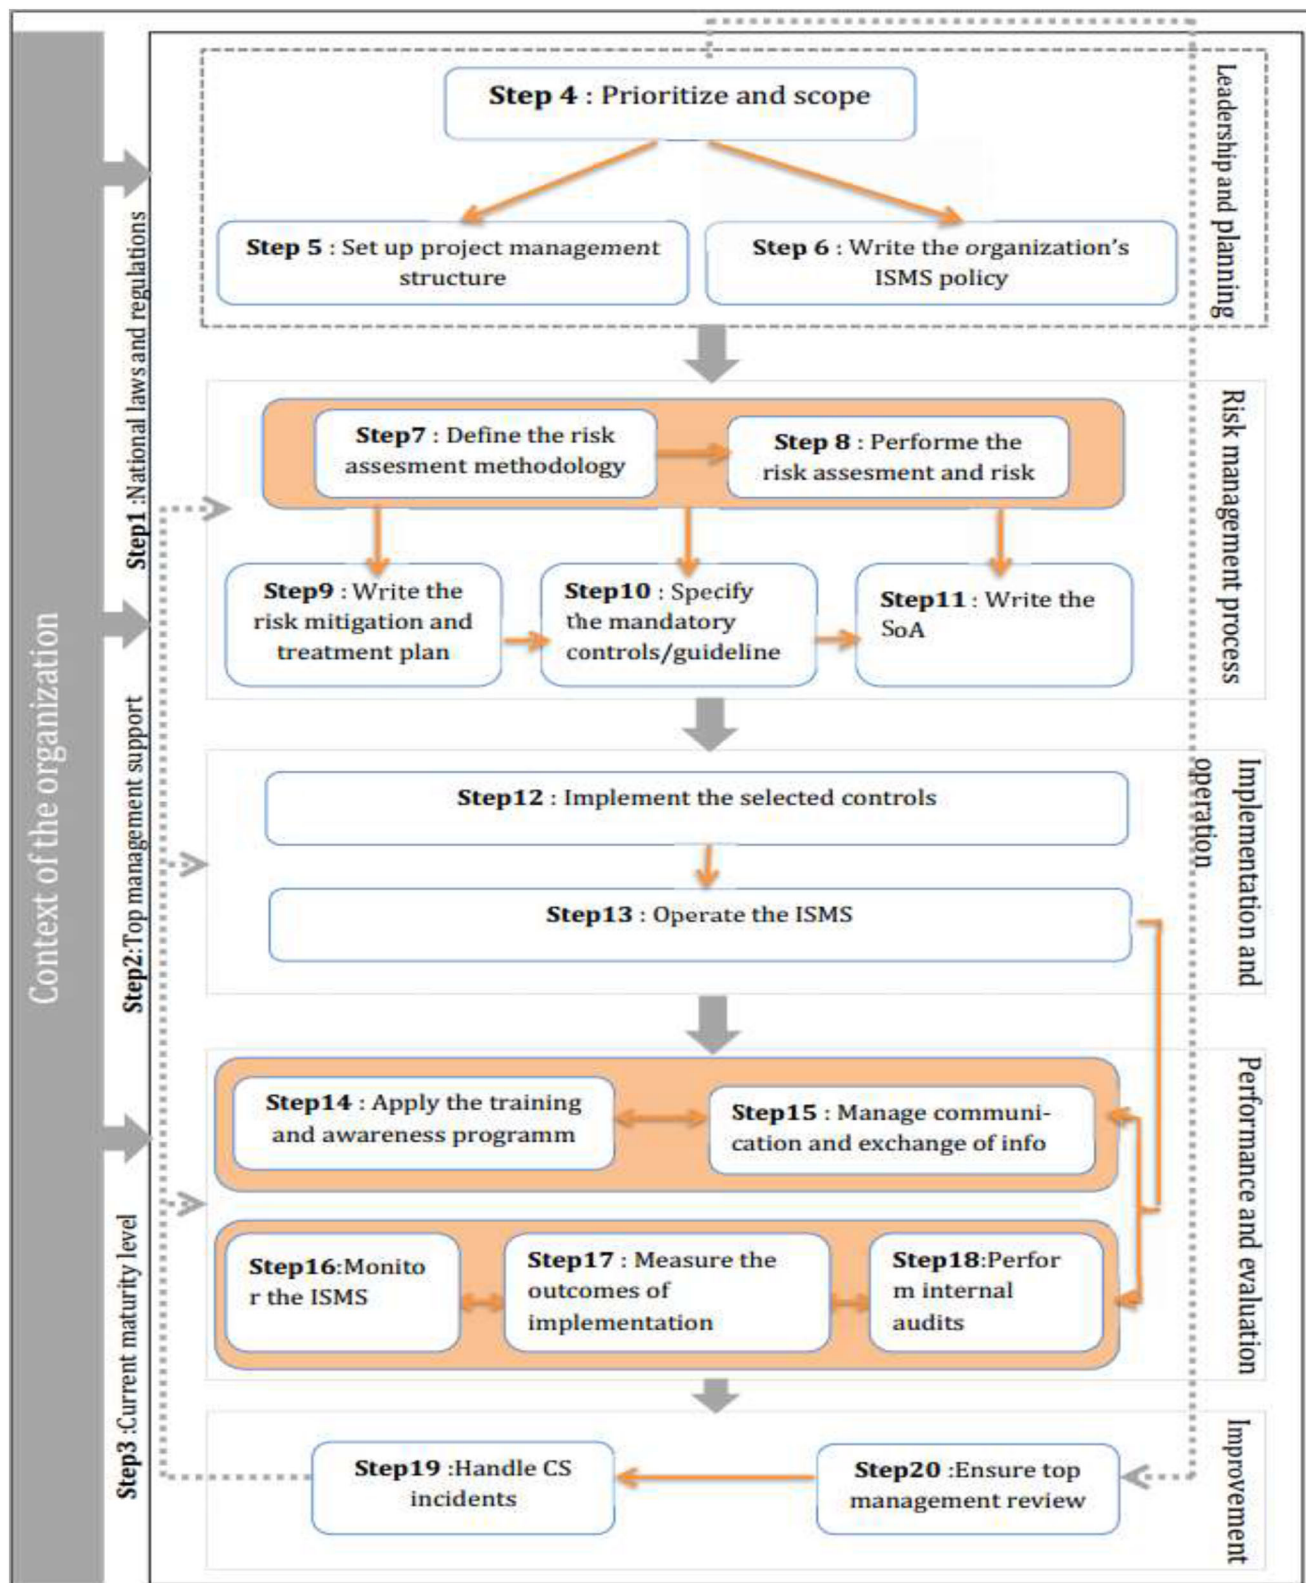 Context of the organization
Step1 :National laws and regulations
Step2:Top management support
Step3 :Current maturity level
Leadership and planning
Step 4 : Prioritize and scope
Step 5 : Set up project management
structure
Step 6 : Write the organization’s
ISMS policy
Risk management process
Step7 : Define the risk
assesment methodology
Step 8 : Performe the
risk assesment and risk
Step9 : Write the
risk mitigation and
treatment plan
Step10 : Specify
the mandatory
controls/guideline
Step11 : Write the
SoA
Implementation and
operation
Step12 : Implement the selected controls
Step13 : Operate the ISMS
Performance and evaluation
Step14 : Apply the training
and awareness programm
Step15 : Manage communi-
cation and exchange of info
Step16:Monito
r the ISMS
Step17 : Measure the
outcomes of
implementation
Step18:Perfor
m internal
audits
Improvement
Step19 :Handle CS
incidents
Step20 :Ensure top
management review